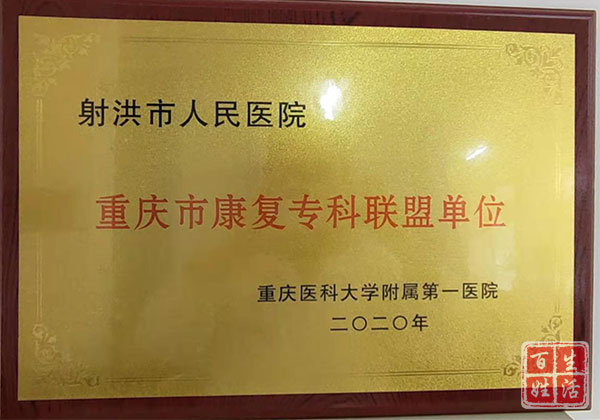 射洪市人民医院
重庆市康复专科联盟单位
重庆医科大学附属第一医院
二〇二〇年
百生
姓活